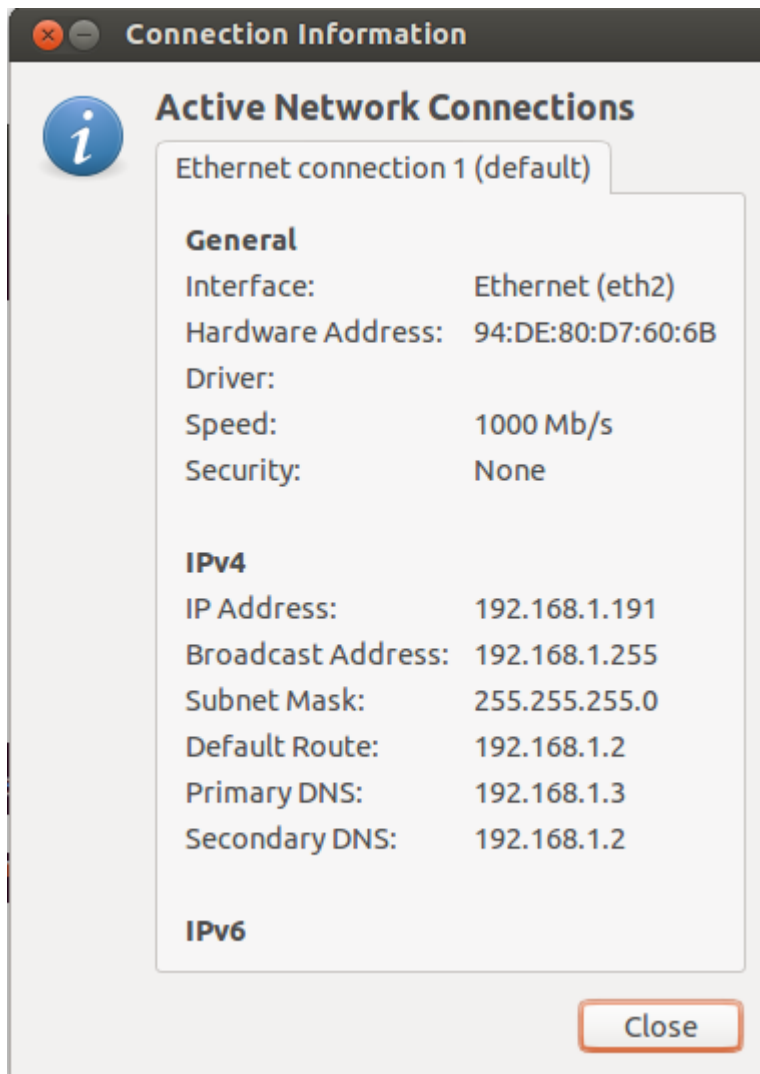 Connection Information
Active Network Connections
Ethernet connection 1 (default)
General
Interface: Ethernet (eth2)
Hardware Address: 94:DE:80:D7:60:6B
Driver:
Speed: 1000 Mb/s
Security: None
IPv4
IP Address: 192.168.1.191
Broadcast Address: 192.168.1.255
Subnet Mask: 255.255.255.0
Default Route: 192.168.1.2
Primary DNS: 192.168.1.3
Secondary DNS: 192.168.1.2
IPv6
Close